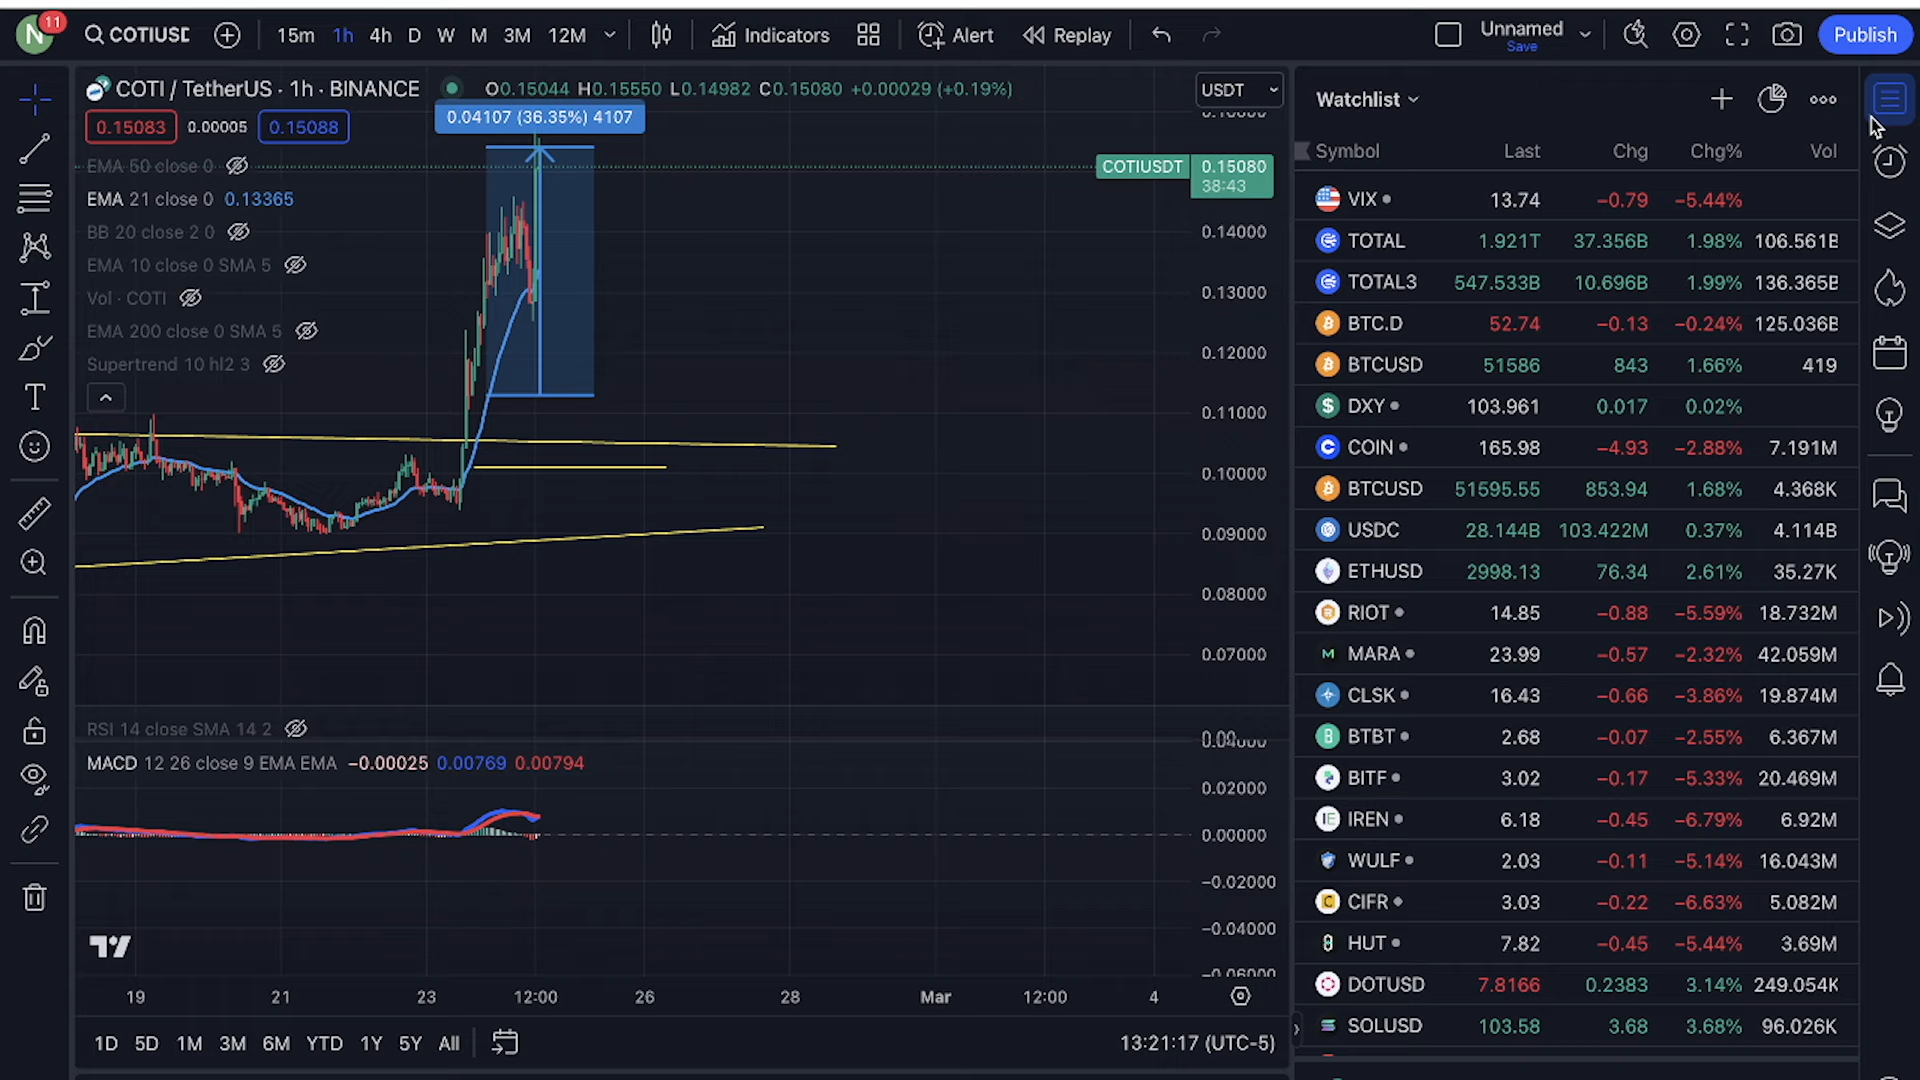 N 11 COTIUSD 15m 1h 4h D W M 3M 12M Indicators Alert Replay Unnamed Save Publish
COTI / TetherUS · 1h · BINANCE O0.15044 H0.15550 L0.14982 C0.15080 +0.00029 (+0.19%)
USDT
0.15083 0.00005 0.15088
0.04107 (36.35%) 4107
EMA 50 close 0
EMA 21 close 0 0.13365
BB 20 close 2 0
EMA 10 close 0 SMA 5
Vol · COTI
EMA 200 close 0 SMA 5
Supertrend 10 hl2 3
COTIUSDT 0.15080
38:43
0.14000
0.13000
0.12000
0.11000
0.10000
0.09000
0.08000
0.07000
RSI 14 close SMA 14 2
MACD 12 26 close 9 EMA EMA −0.00025 0.00769 0.00794
0.02000
0.00000
−0.02000
−0.04000
−0.06000
19 21 23 12:00 26 28 Mar 12:00 4
1D 5D 1M 3M 6M YTD 1Y 5Y All
13:21:17 (UTC-5)
Watchlist
Symbol Last Chg Chg% Vol
VIX 13.74 −0.79 −5.44%
TOTAL 1.921T 37.356B 1.98% 106.561B
TOTAL3 547.533B 10.696B 1.99% 136.365B
BTC.D 52.74 −0.13 −0.24% 125.036B
BTCUSD 51586 843 1.66% 419
DXY 103.961 0.017 0.02%
COIN 165.98 −4.93 −2.88% 7.191M
BTCUSD 51595.55 853.94 1.68% 4.368K
USDC 28.144B 103.422M 0.37% 4.114B
ETHUSD 2998.13 76.34 2.61% 35.27K
RIOT 14.85 −0.88 −5.59% 18.732M
MARA 23.99 −0.57 −2.32% 42.059M
CLSK 16.43 −0.66 −3.86% 19.874M
BTBT 2.68 −0.07 −2.55% 6.367M
BITF 3.02 −0.17 −5.33% 20.469M
IREN 6.18 −0.45 −6.79% 6.92M
WULF 2.03 −0.11 −5.14% 16.043M
CIFR 3.03 −0.22 −6.63% 5.082M
HUT 7.82 −0.45 −5.44% 3.69M
DOTUSD 7.8166 0.2383 3.14% 249.054K
SOLUSD 103.58 3.68 3.68% 96.026K